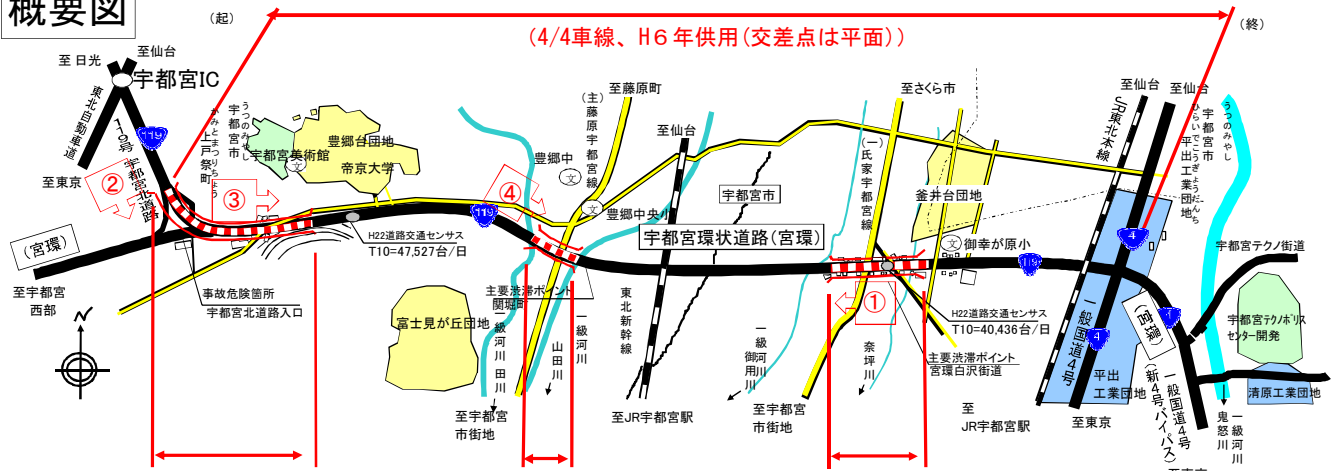 概要図
(起)
(終)
(4/4車線、H6年供用(交差点は平面))
至日光
至仙台
宇都宮IC
東北自動車道
至東京
119
119号 宇都宮北道路
うつのみやし
宇都宮市
かみとまつりちょう
上戸祭町
宇都宮美術館
文
豊郷台団地
帝京大学
②
③
④
①
(宮環)
至宇都宮
西部
事故危険箇所
宇都宮北道路入口
H22道路交通センサス
T10=47,527台/日
119
富士見が丘団地
至藤原町
(主)藤原宇都宮線
豊郷中
文
文
豊郷中央小
主要渋滞ポイント
関堀町
一級河川
田川
一級河川
山田川
至宇都宮
市街地
至仙台
東北新幹線
至JR宇都宮駅
宇都宮市
宇都宮環状道路(宮環)
一級河川
御用川
至さくら市
(一)氏家宇都宮線
釜井台団地
文
御幸が原小
119
奈坪川
至宇都宮
市街地
H22道路交通センサス
T10=40,436台/日
主要渋滞ポイント
宮環白沢街道
至
JR宇都宮駅
至仙台
JR東北本線
至仙台
4
一般国道4号
4
平出
工業団地
至東京
うつのみやし
宇都宮市
ひらいでこうぎょうだんち
平出工業団地
(宮環)
4
一般国道4号
(新4号バイパス)
宇都宮テクノ街道
宇都宮テクノポリス
センター開発
清原工業団地
一級河川
鬼怒川
至東京
N